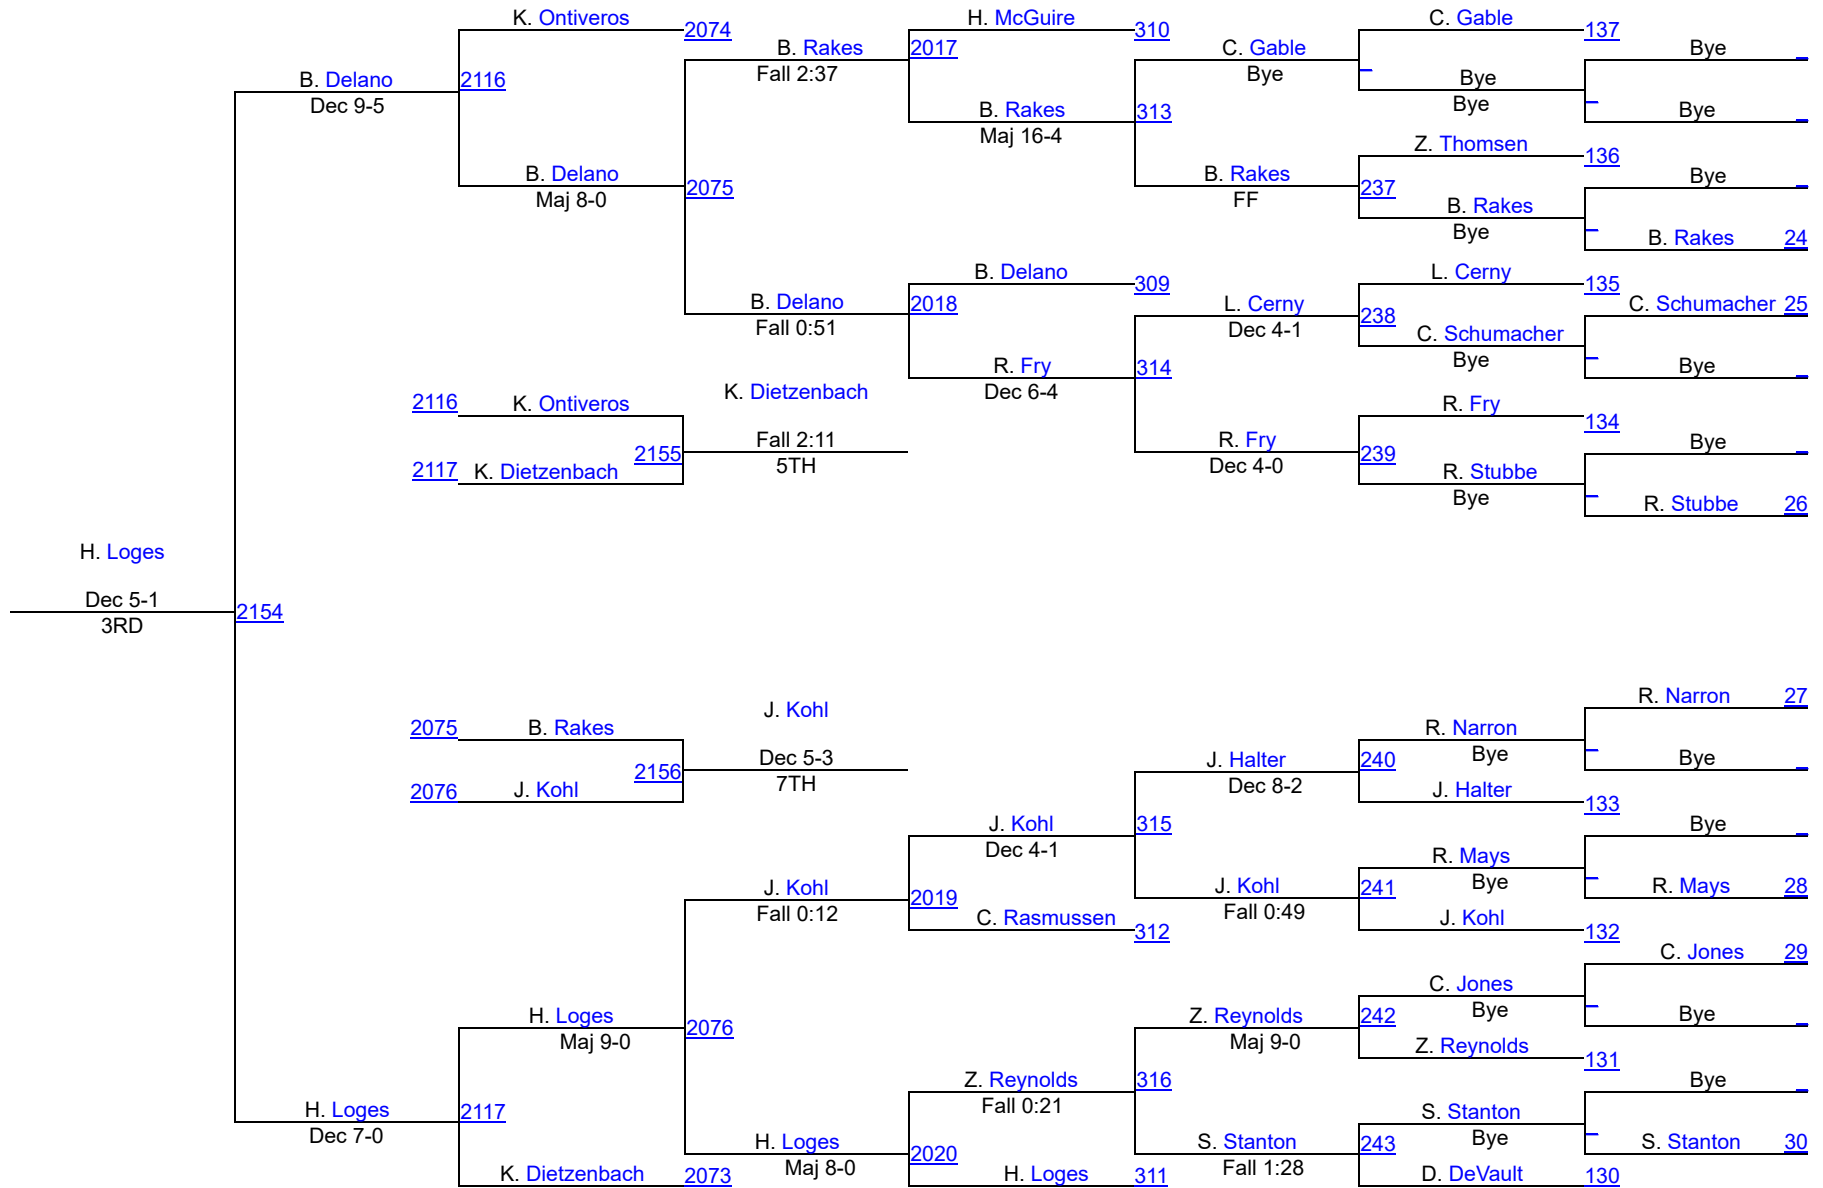 K. Ontiveros
2074
H. McGuire
310
C. Gable
137
B. Rakes
2017
C. Gable
Bye
Fall 2:37
Bye
B. Delano
2116
Bye
Dec 9-5
Bye
B. Rakes
313
Bye
Maj 16-4
Z. Thomsen
136
B. Delano
2075
B. Rakes
237
Bye
Maj 8-0
FF
B. Rakes
Bye
B. Rakes 24
B. Delano
309
L. Cerny
135
B. Delano
2018
L. Cerny
238
C. Schumacher 25
Fall 0:51
Dec 4-1
C. Schumacher
Bye
R. Fry
314
Bye
Dec 6-4
K. Dietzenbach
2116 K. Ontiveros
R. Fry
134
Fall 2:11
2155
5TH
R. Fry
239
Bye
Dec 4-0
2117 K. Dietzenbach
R. Stubbe
Bye
R. Stubbe 26
H. Loges
Dec 5-1
2154
3RD
R. Narron 27
J. Kohl
2075 B. Rakes
R. Narron
Bye
Dec 5-3
2156
7TH
J. Halter
240
Bye
Dec 8-2
2076 J. Kohl
J. Halter
133
J. Kohl
315
Bye
Dec 4-1
R. Mays
Bye
J. Kohl
2019
J. Kohl
241
R. Mays 28
Fall 0:12
Fall 0:49
C. Rasmussen
312
J. Kohl
132
C. Jones 29
C. Jones
Bye
H. Loges
2076
Z. Reynolds
242
Bye
Maj 9-0
Maj 9-0
Z. Reynolds
131
Z. Reynolds
316
Bye
Fall 0:21
H. Loges
2117
S. Stanton
Dec 7-0
Bye
H. Loges
2020
S. Stanton
243
S. Stanton 30
Maj 8-0
Fall 1:28
K. Dietzenbach
2073
H. Loges
311
D. DeVault
130